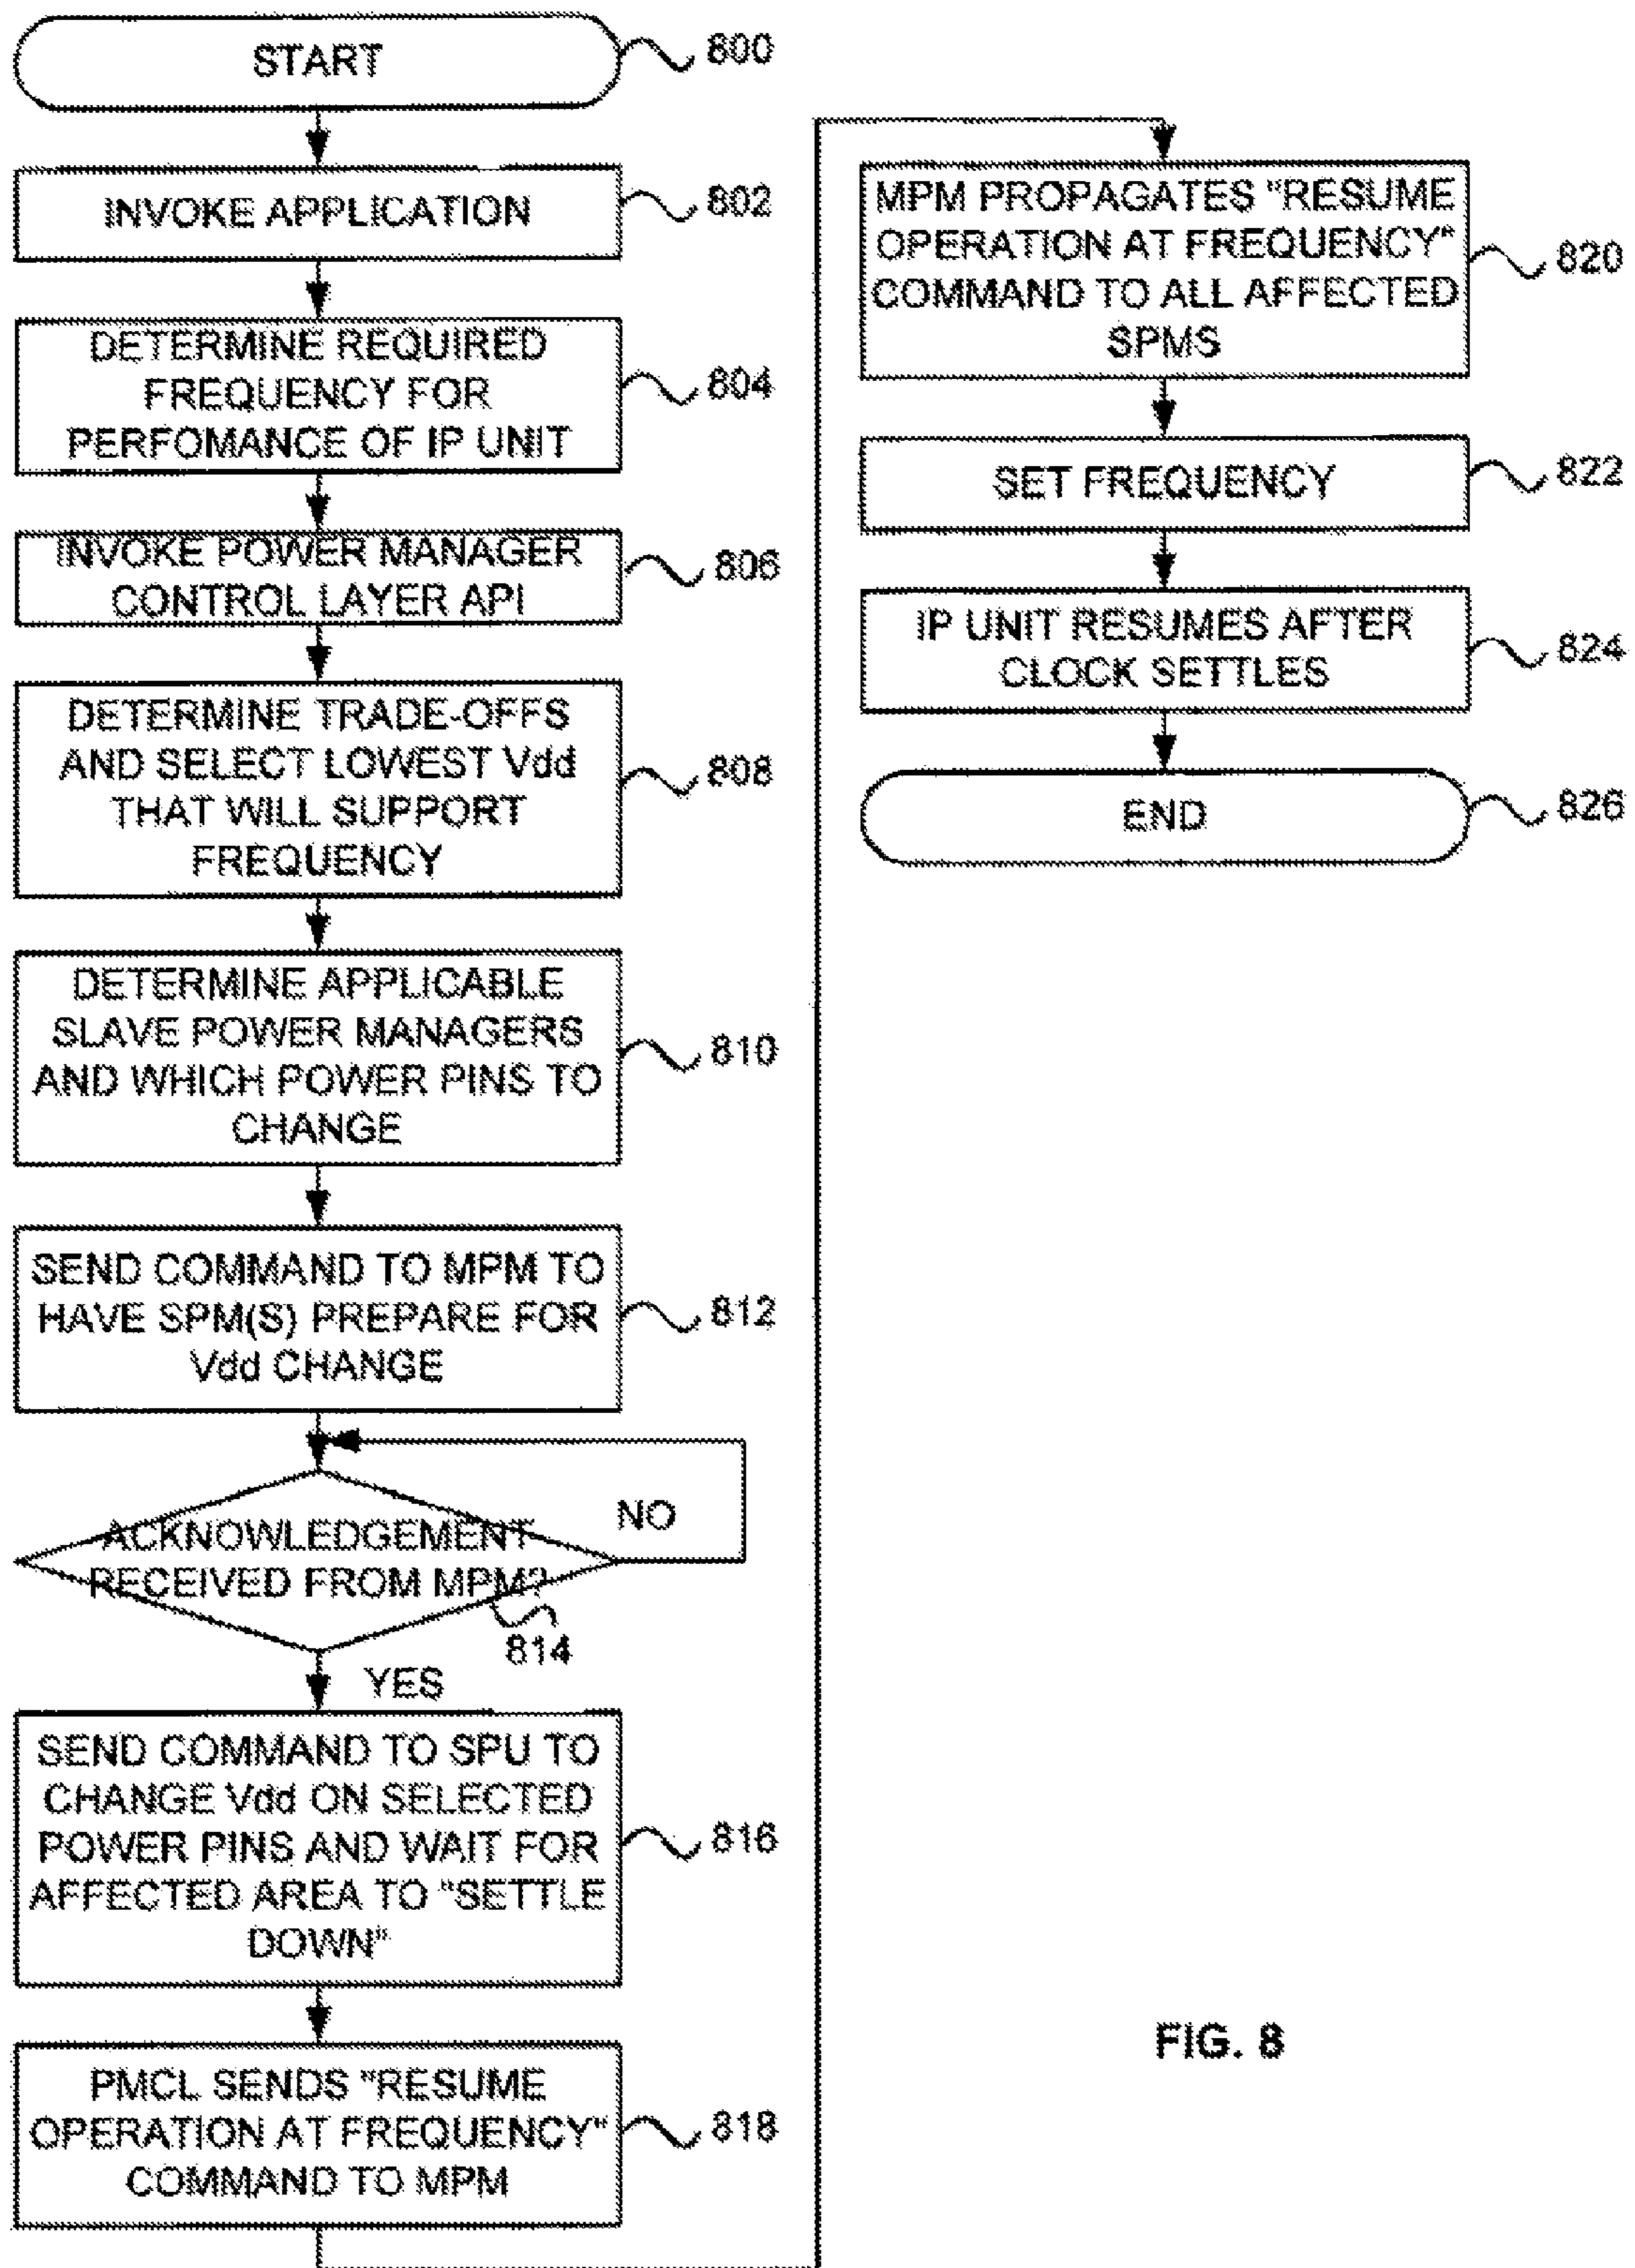 START
800
INVOKE APPLICATION
802
DETERMINE REQUIRED
FREQUENCY FOR
PERFOMANCE OF IP UNIT
804
INVOKE POWER MANAGER
CONTROL LAYER API
806
DETERMINE TRADE-OFFS
AND SELECT LOWEST Vdd
THAT WILL SUPPORT
FREQUENCY
808
DETERMINE APPLICABLE
SLAVE POWER MANAGERS
AND WHICH POWER PINS TO
CHANGE
810
SEND COMMAND TO MPM TO
HAVE SPM(S) PREPARE FOR
Vdd CHANGE
812
ACKNOWLEDGEMENT
RECEIVED FROM MPM?
NO
814
YES
SEND COMMAND TO SPU TO
CHANGE Vdd ON SELECTED
POWER PINS AND WAIT FOR
AFFECTED AREA TO "SETTLE
DOWN"
816
PMCL SENDS "RESUME
OPERATION AT FREQUENCY"
COMMAND TO MPM
818
MPM PROPAGATES "RESUME
OPERATION AT FREQUENCY"
COMMAND TO ALL AFFECTED
SPMS
820
SET FREQUENCY
822
IP UNIT RESUMES AFTER
CLOCK SETTLES
824
END
826
FIG. 8